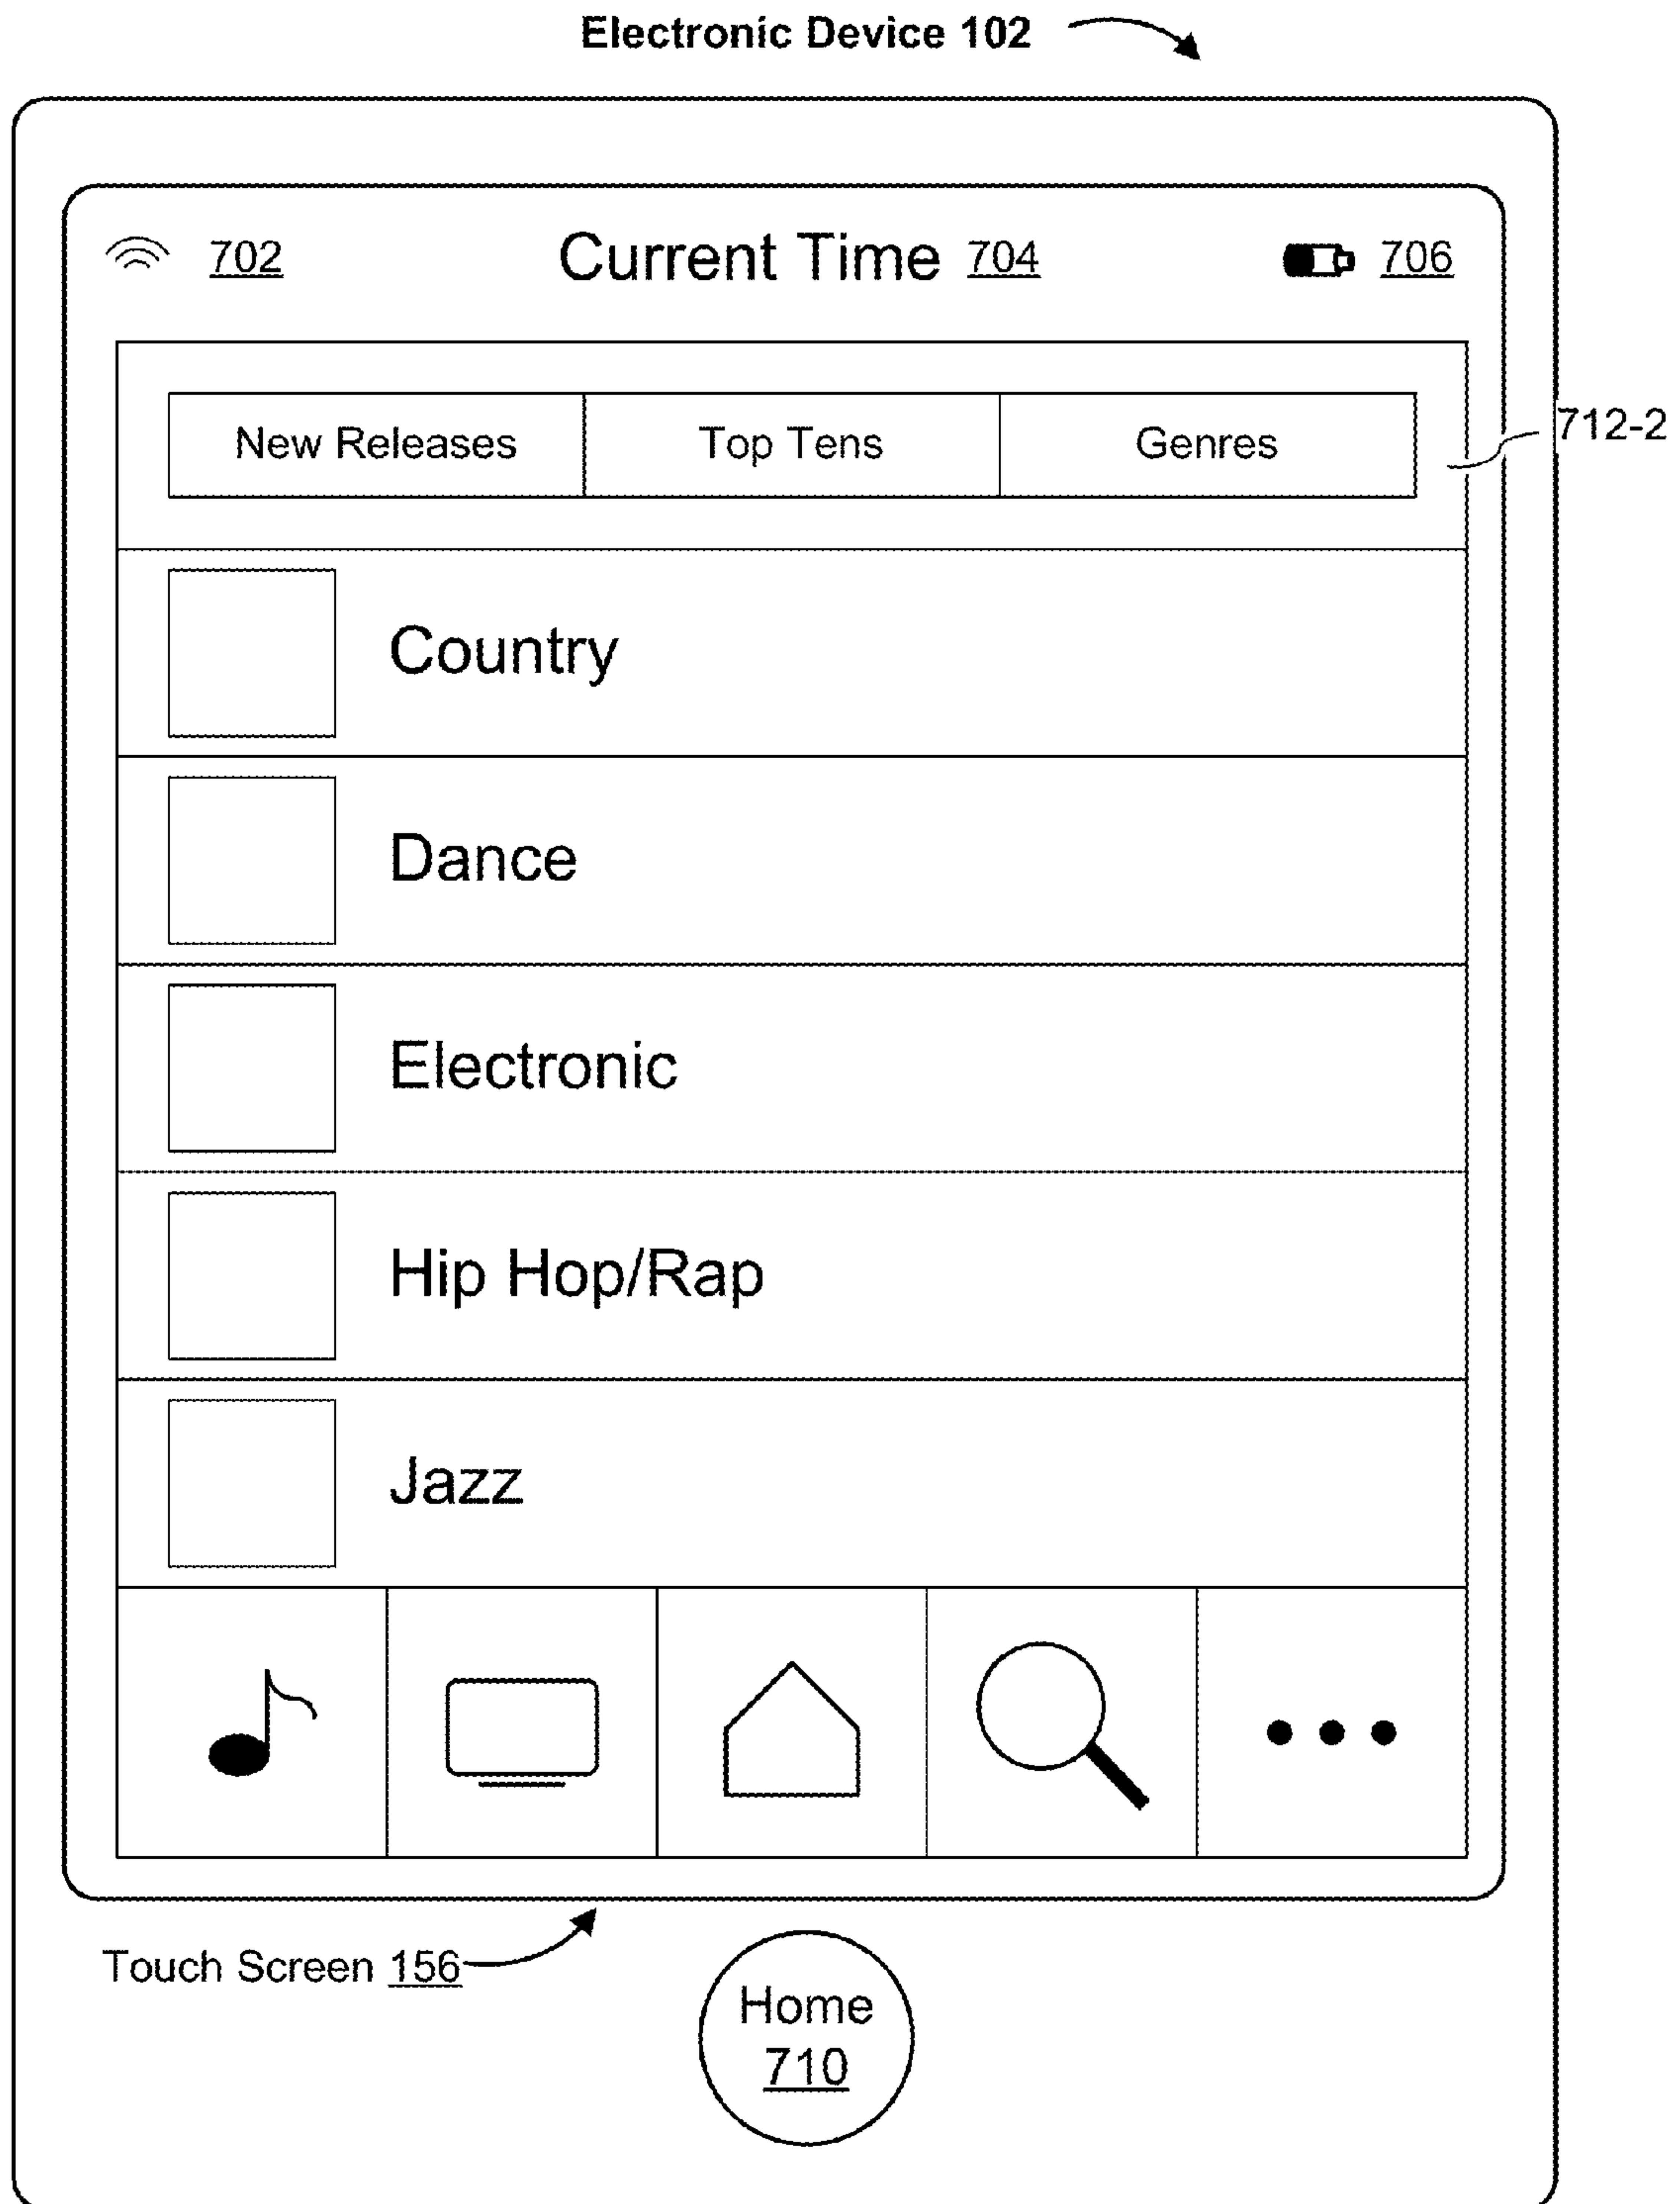 Electronic Device 102
702 Current Time 704 706
New Releases Top Tens Genres 712-2
Country
Dance
Electronic
Hip Hop/Rap
Jazz
Touch Screen 156
Home
710